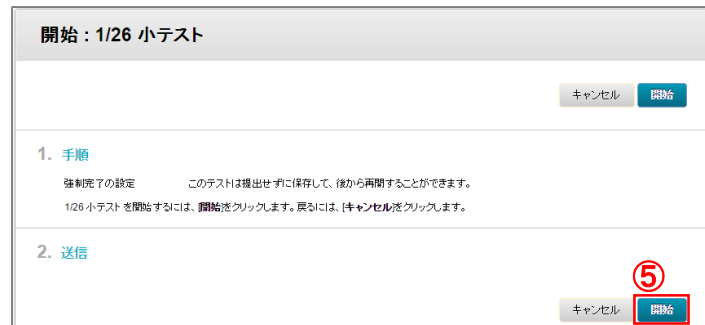 開始 : 1/26 小テスト
キャンセル 開始
1. 手順
強制完了の設定 このテストは提出せずに保存して、後から再開することができます。
1/26 小テスト を開始するには、[開始]をクリックします。戻るには、[キャンセル]をクリックします。
2. 送信
⑤
キャンセル 開始